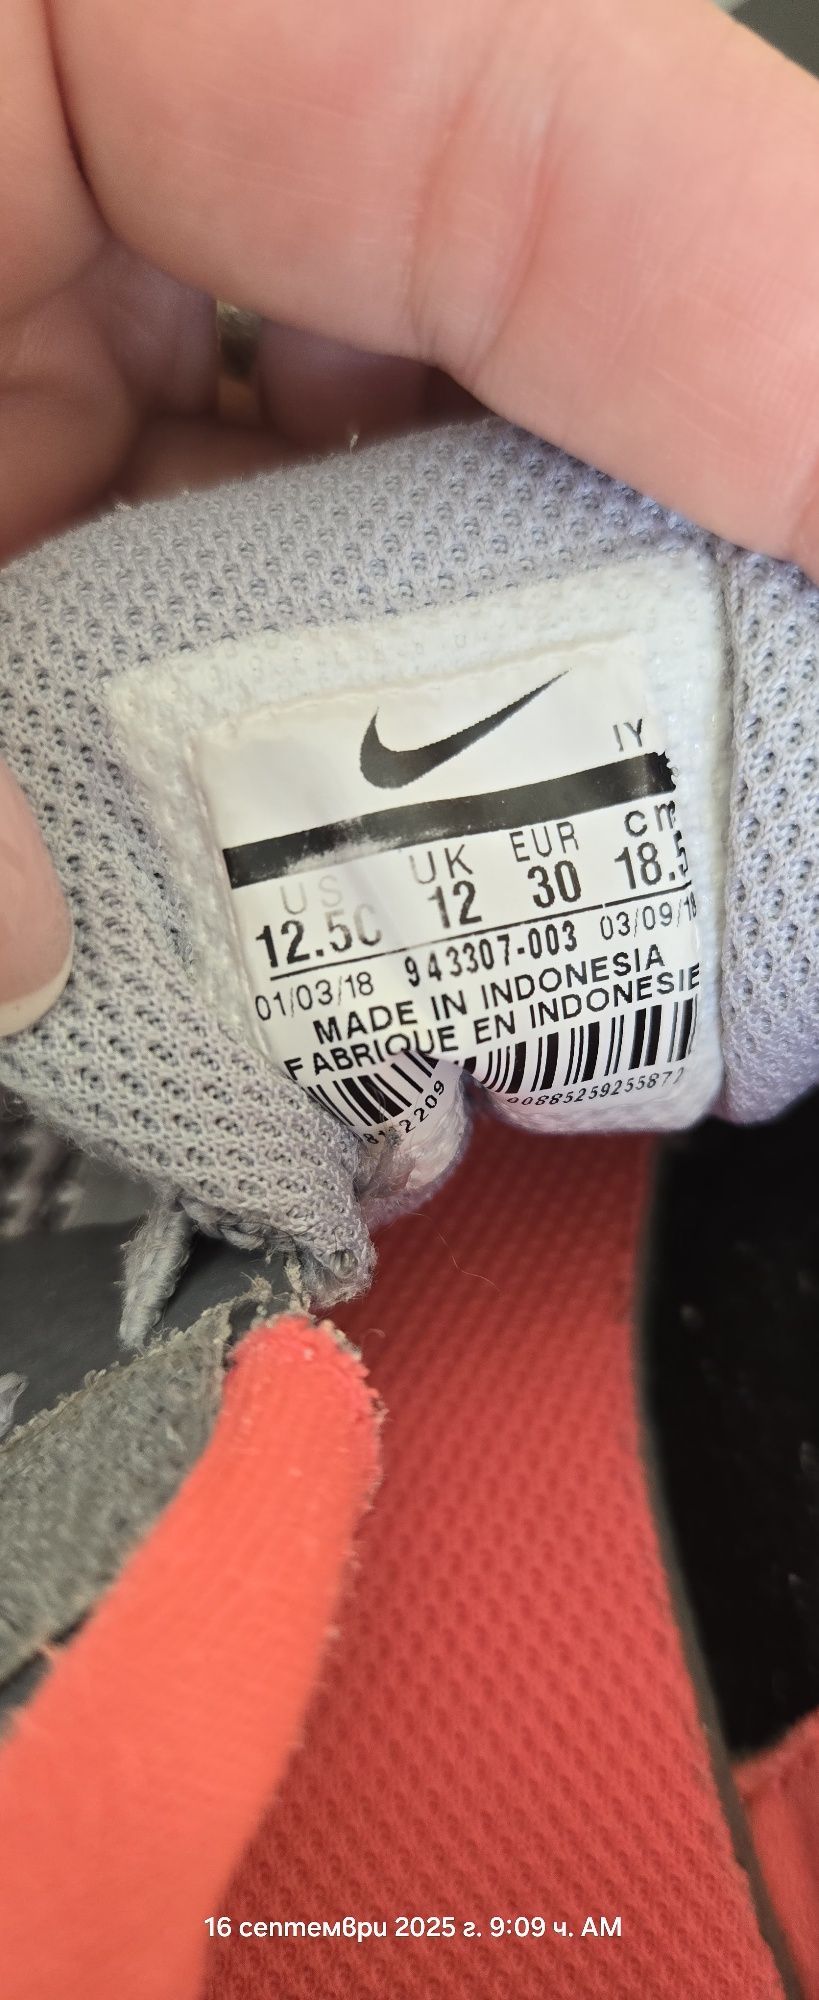 IY
US UK EUR cm
12.5C 12 30 18.5
01/03/18 943307-003 03/09/18
MADE IN INDONESIA
FABRIQUE EN INDONESIE
00885259255872
16 септември 2025 г. 9:09 ч. AM